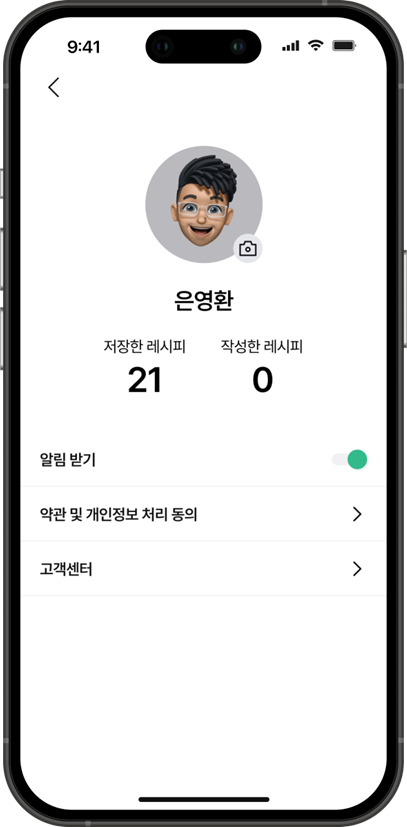 9:41
은영환
저장한 레시피 작성한 레시피
21 0
알림 받기
약관 및 개인정보 처리 동의
고객센터